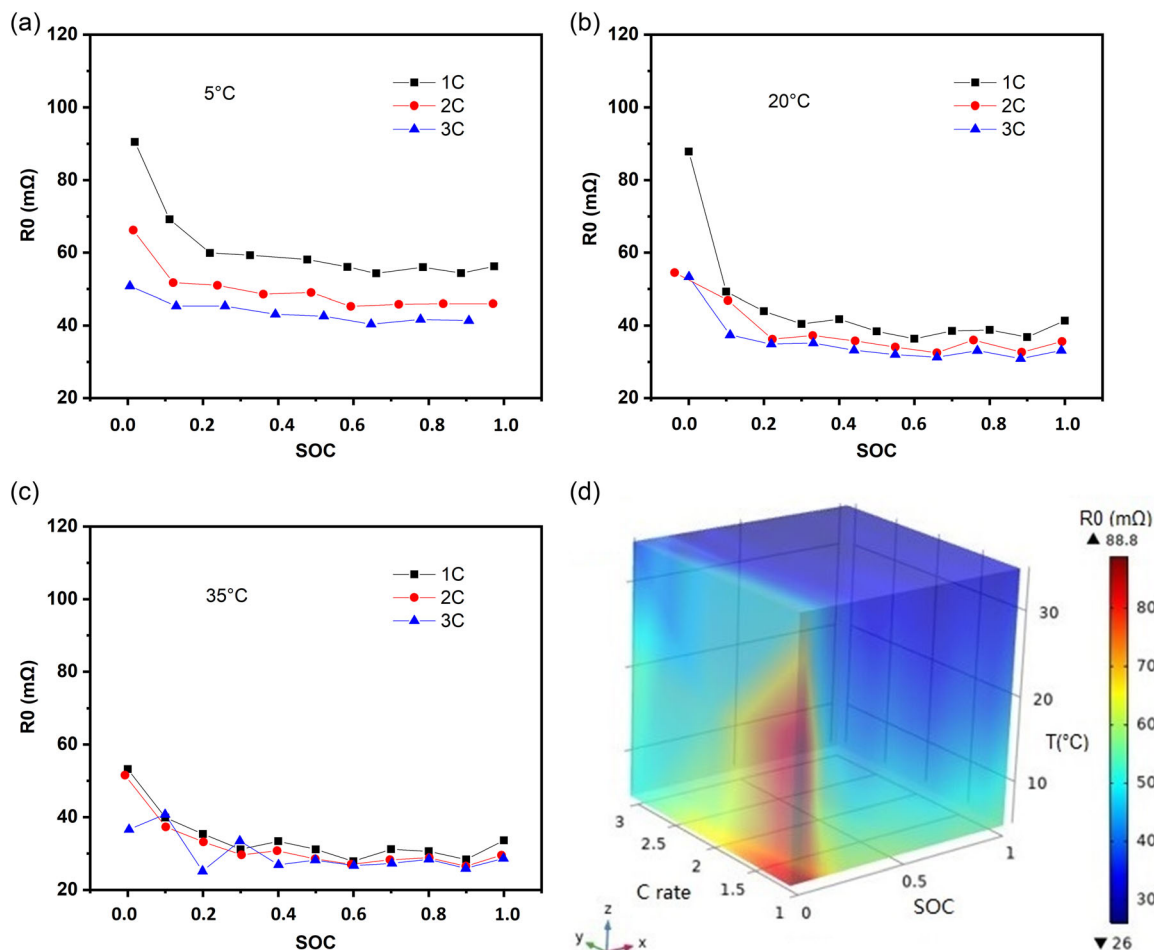 (a)
120
100
80
60
40
20
R0 (mΩ)
5°C
1C
2C
3C
0.0 0.2 0.4 0.6 0.8 1.0
SOC
(b)
120
100
80
60
40
20
R0 (mΩ)
20°C
1C
2C
3C
0.0 0.2 0.4 0.6 0.8 1.0
SOC
(c)
120
100
80
60
40
20
R0 (mΩ)
35°C
1C
2C
3C
0.0 0.2 0.4 0.6 0.8 1.0
SOC
(d)
R0 (mΩ)
▲ 88.8
80
70
60
50
40
30
▼ 26
30
20
T(°C)
10
3
2.5
2
1.5
1
C rate
0
0.5
1
SOC
z
y
x